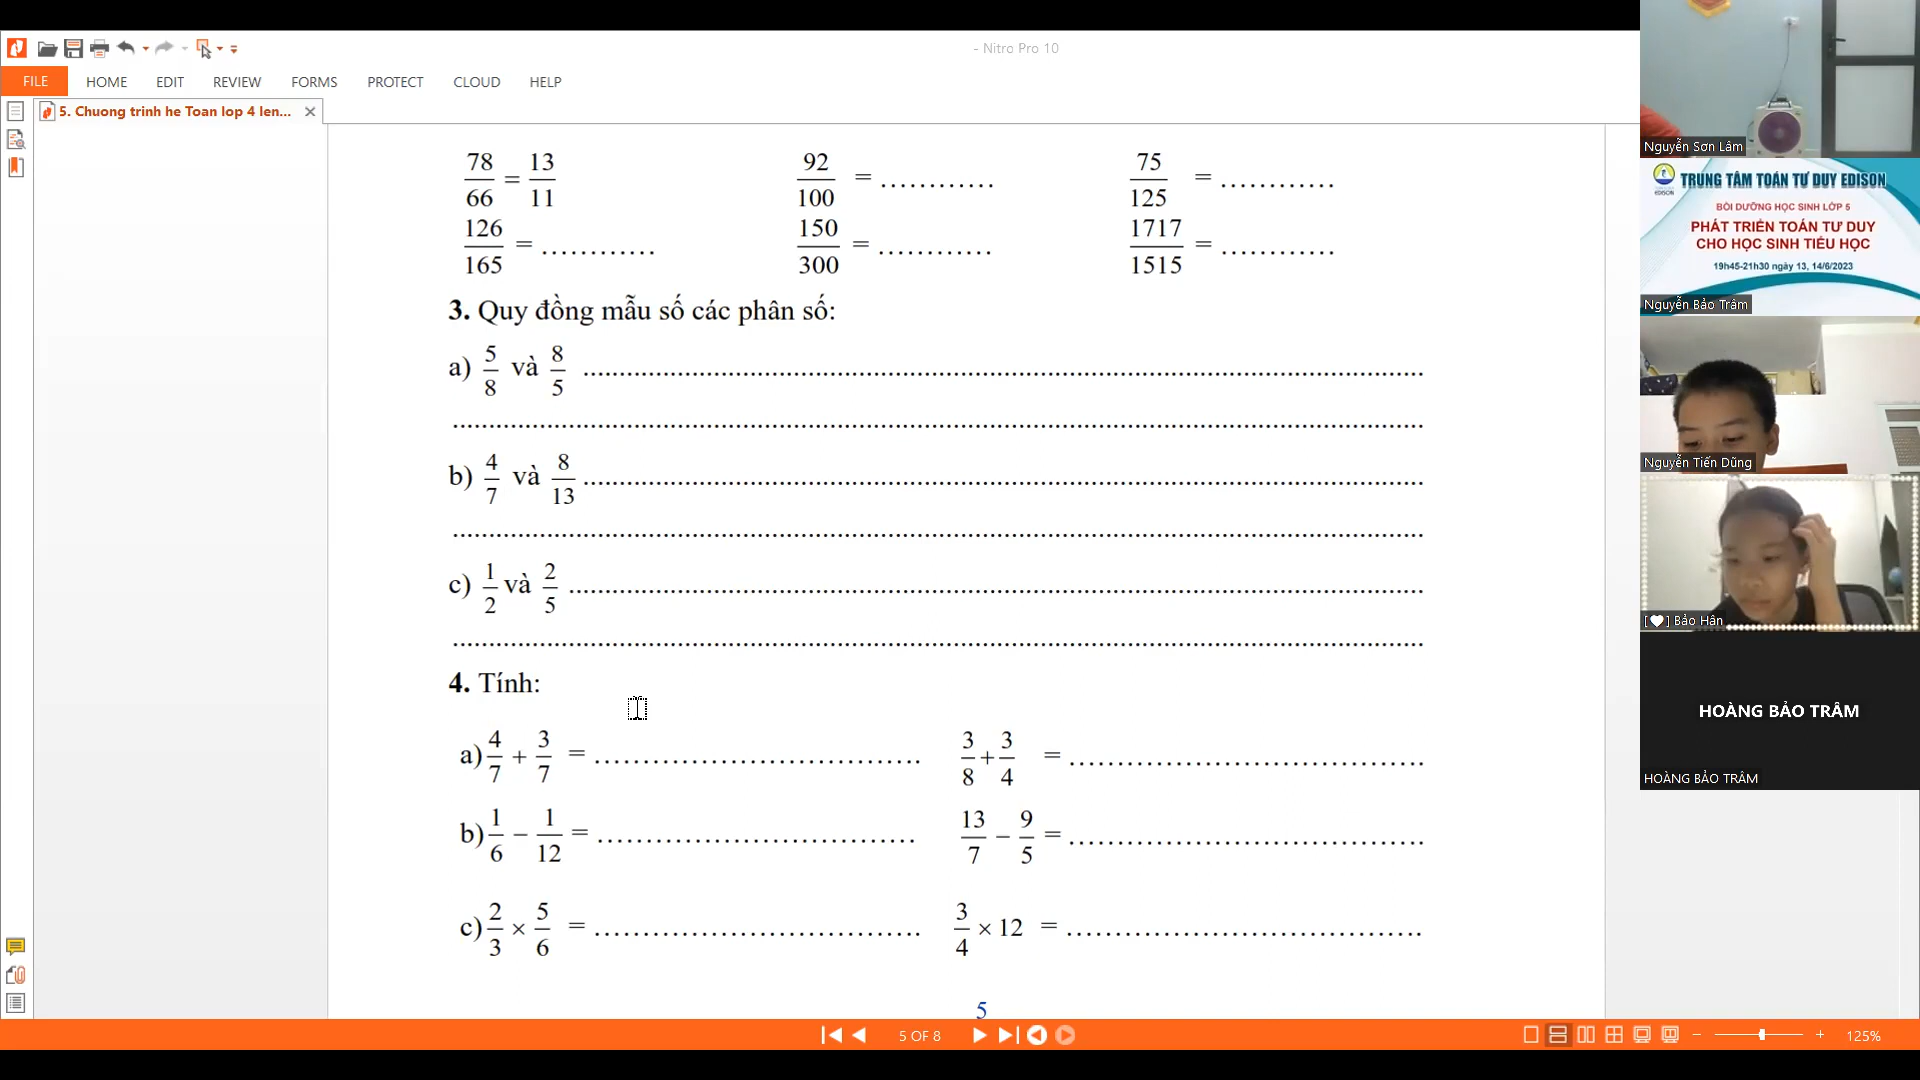 - Nitro Pro 10
FILE HOME EDIT REVIEW FORMS PROTECT CLOUD HELP
5. Chuong trinh he Toan lop 4 len...
78/66 = 13/11 92/100 = ............ 75/125 = ............
126/165 = ............ 150/300 = ............ 1717/1515 = ............
3. Quy đồng mẫu số các phân số:
a) 5/8 và 8/5 ................................................
................................................
b) 4/7 và 8/13 ................................................
................................................
c) 1/2 và 2/5 ................................................
................................................
4. Tính:
a) 4/7 + 3/7 = ................................ 3/8 + 3/4 = ................................
b) 1/6 − 1/12 = ................................ 13/7 − 9/5 = ................................
c) 2/3 × 5/6 = ................................ 3/4 × 12 = ................................
5
5 OF 8
125%
Nguyễn Sơn Lâm
EDISON
TRUNG TÂM TOÁN TƯ DUY EDISON
BỒI DƯỠNG HỌC SINH LỚP 5
PHÁT TRIỂN TOÁN TƯ DUY
CHO HỌC SINH TIỂU HỌC
19h45-21h30 ngày 13, 14/6/2023
Nguyễn Bảo Trâm
Nguyễn Tiến Dũng
[♥] Bảo Hân
HOÀNG BẢO TRÂM
HOÀNG BẢO TRÂM